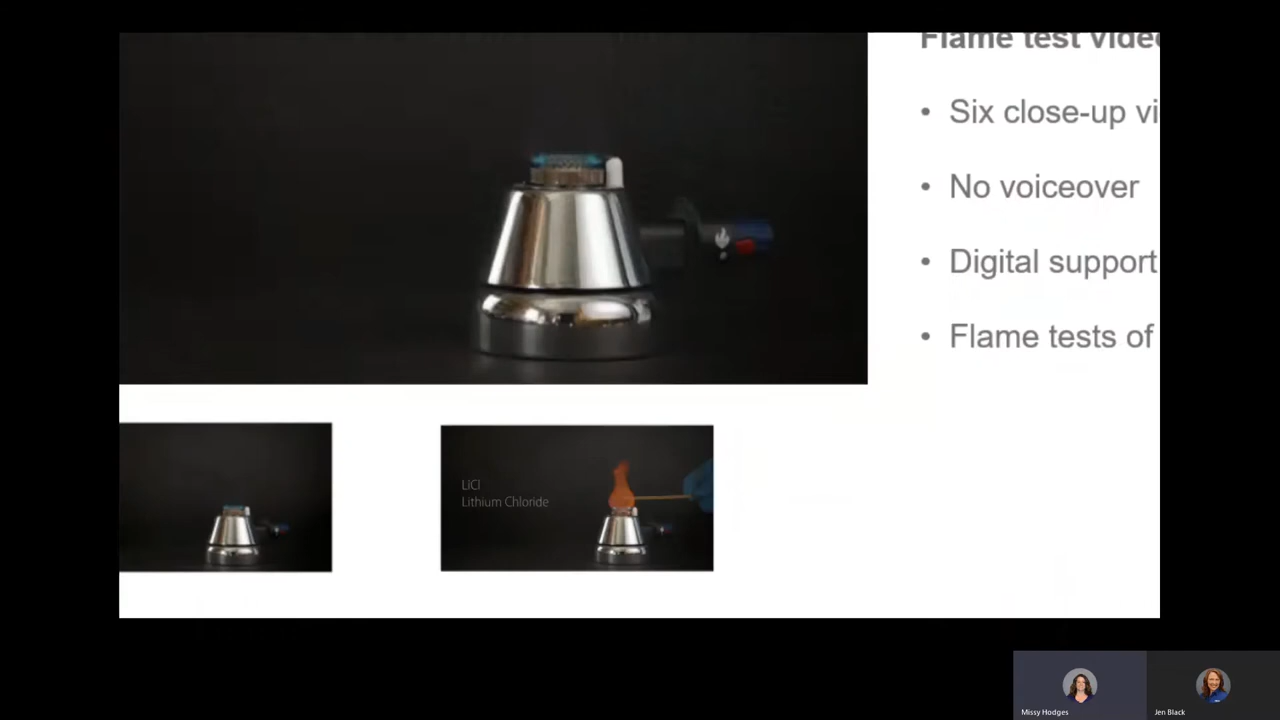 Flame test vide
• Six close-up vi
• No voiceover
• Digital support
• Flame tests of
LiCl
Lithium Chloride
Missy Hodges
Jen Black